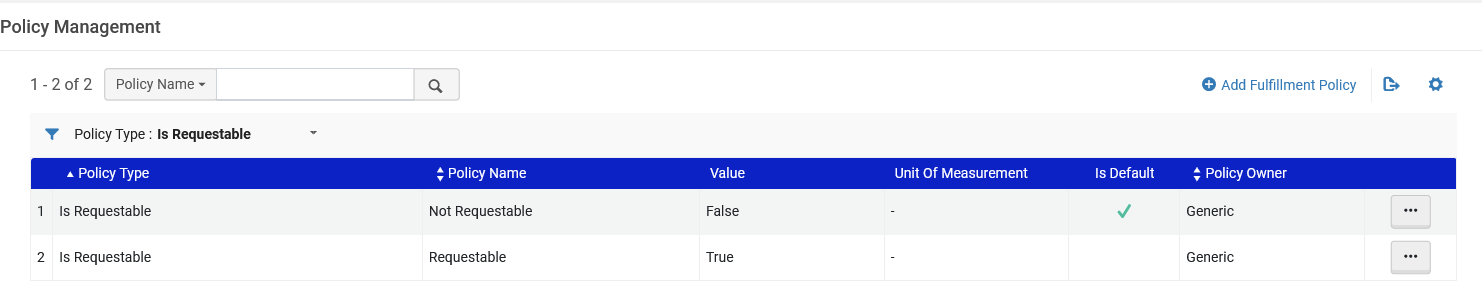 Policy Management
1 - 2 of 2 Policy Name Add Fulfillment Policy
Policy Type : Is Requestable
Policy Type Policy Name Value Unit Of Measurement Is Default Policy Owner
1 Is Requestable Not Requestable False - Generic ...
2 Is Requestable Requestable True - Generic ...